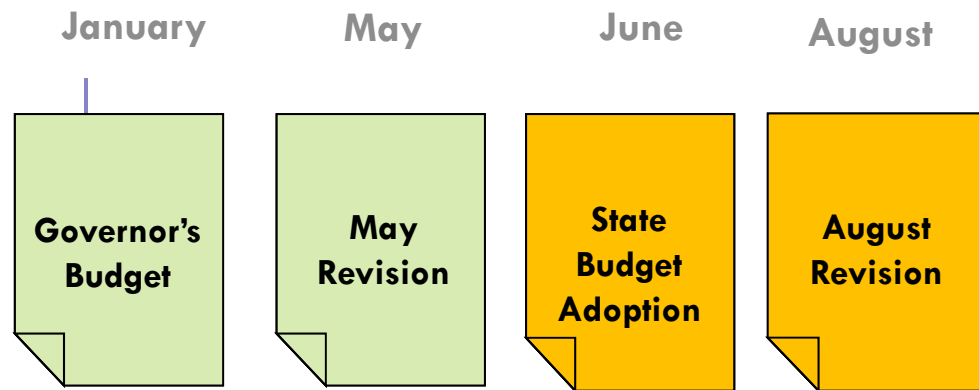 January
May
June
August
Governor’s
Budget
May
Revision
State
Budget
Adoption
August
Revision